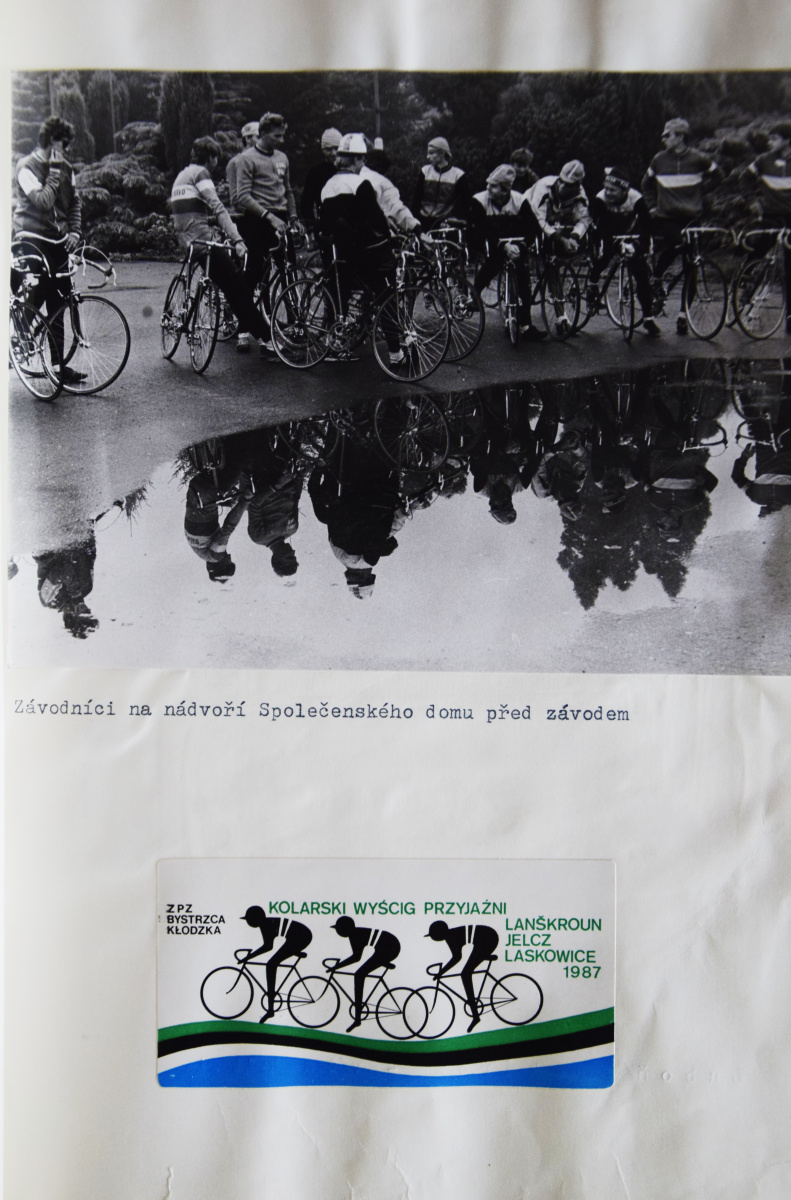 Závodníci na nádvoří Společenského domu před závodem
ZPZ
BYSTRZCA
KŁODZKA
KOLARSKI WYŚCIG PRZYJAŹNI
LANŠKROUN
JELCZ
LASKOWICE
1987